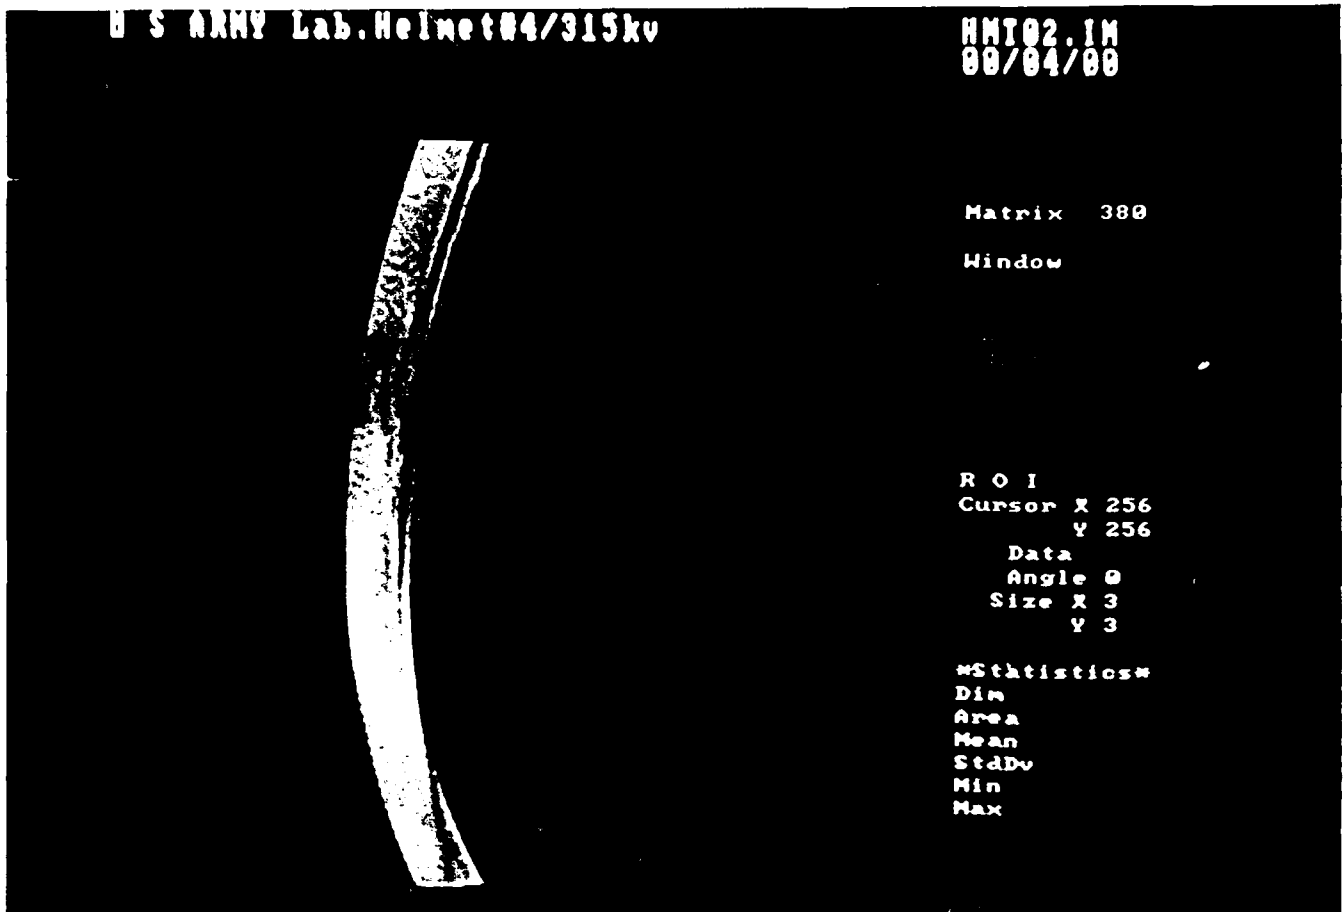 U S ARMY Lab.Helmet#4/315kv
HMT02.IM
00/04/00
Matrix 380
Window
R O I
Cursor X 256
Y 256
Data
Angle 0
Size X 3
Y 3
*Statistics*
Dim
Area
Mean
StdDv
Min
Max